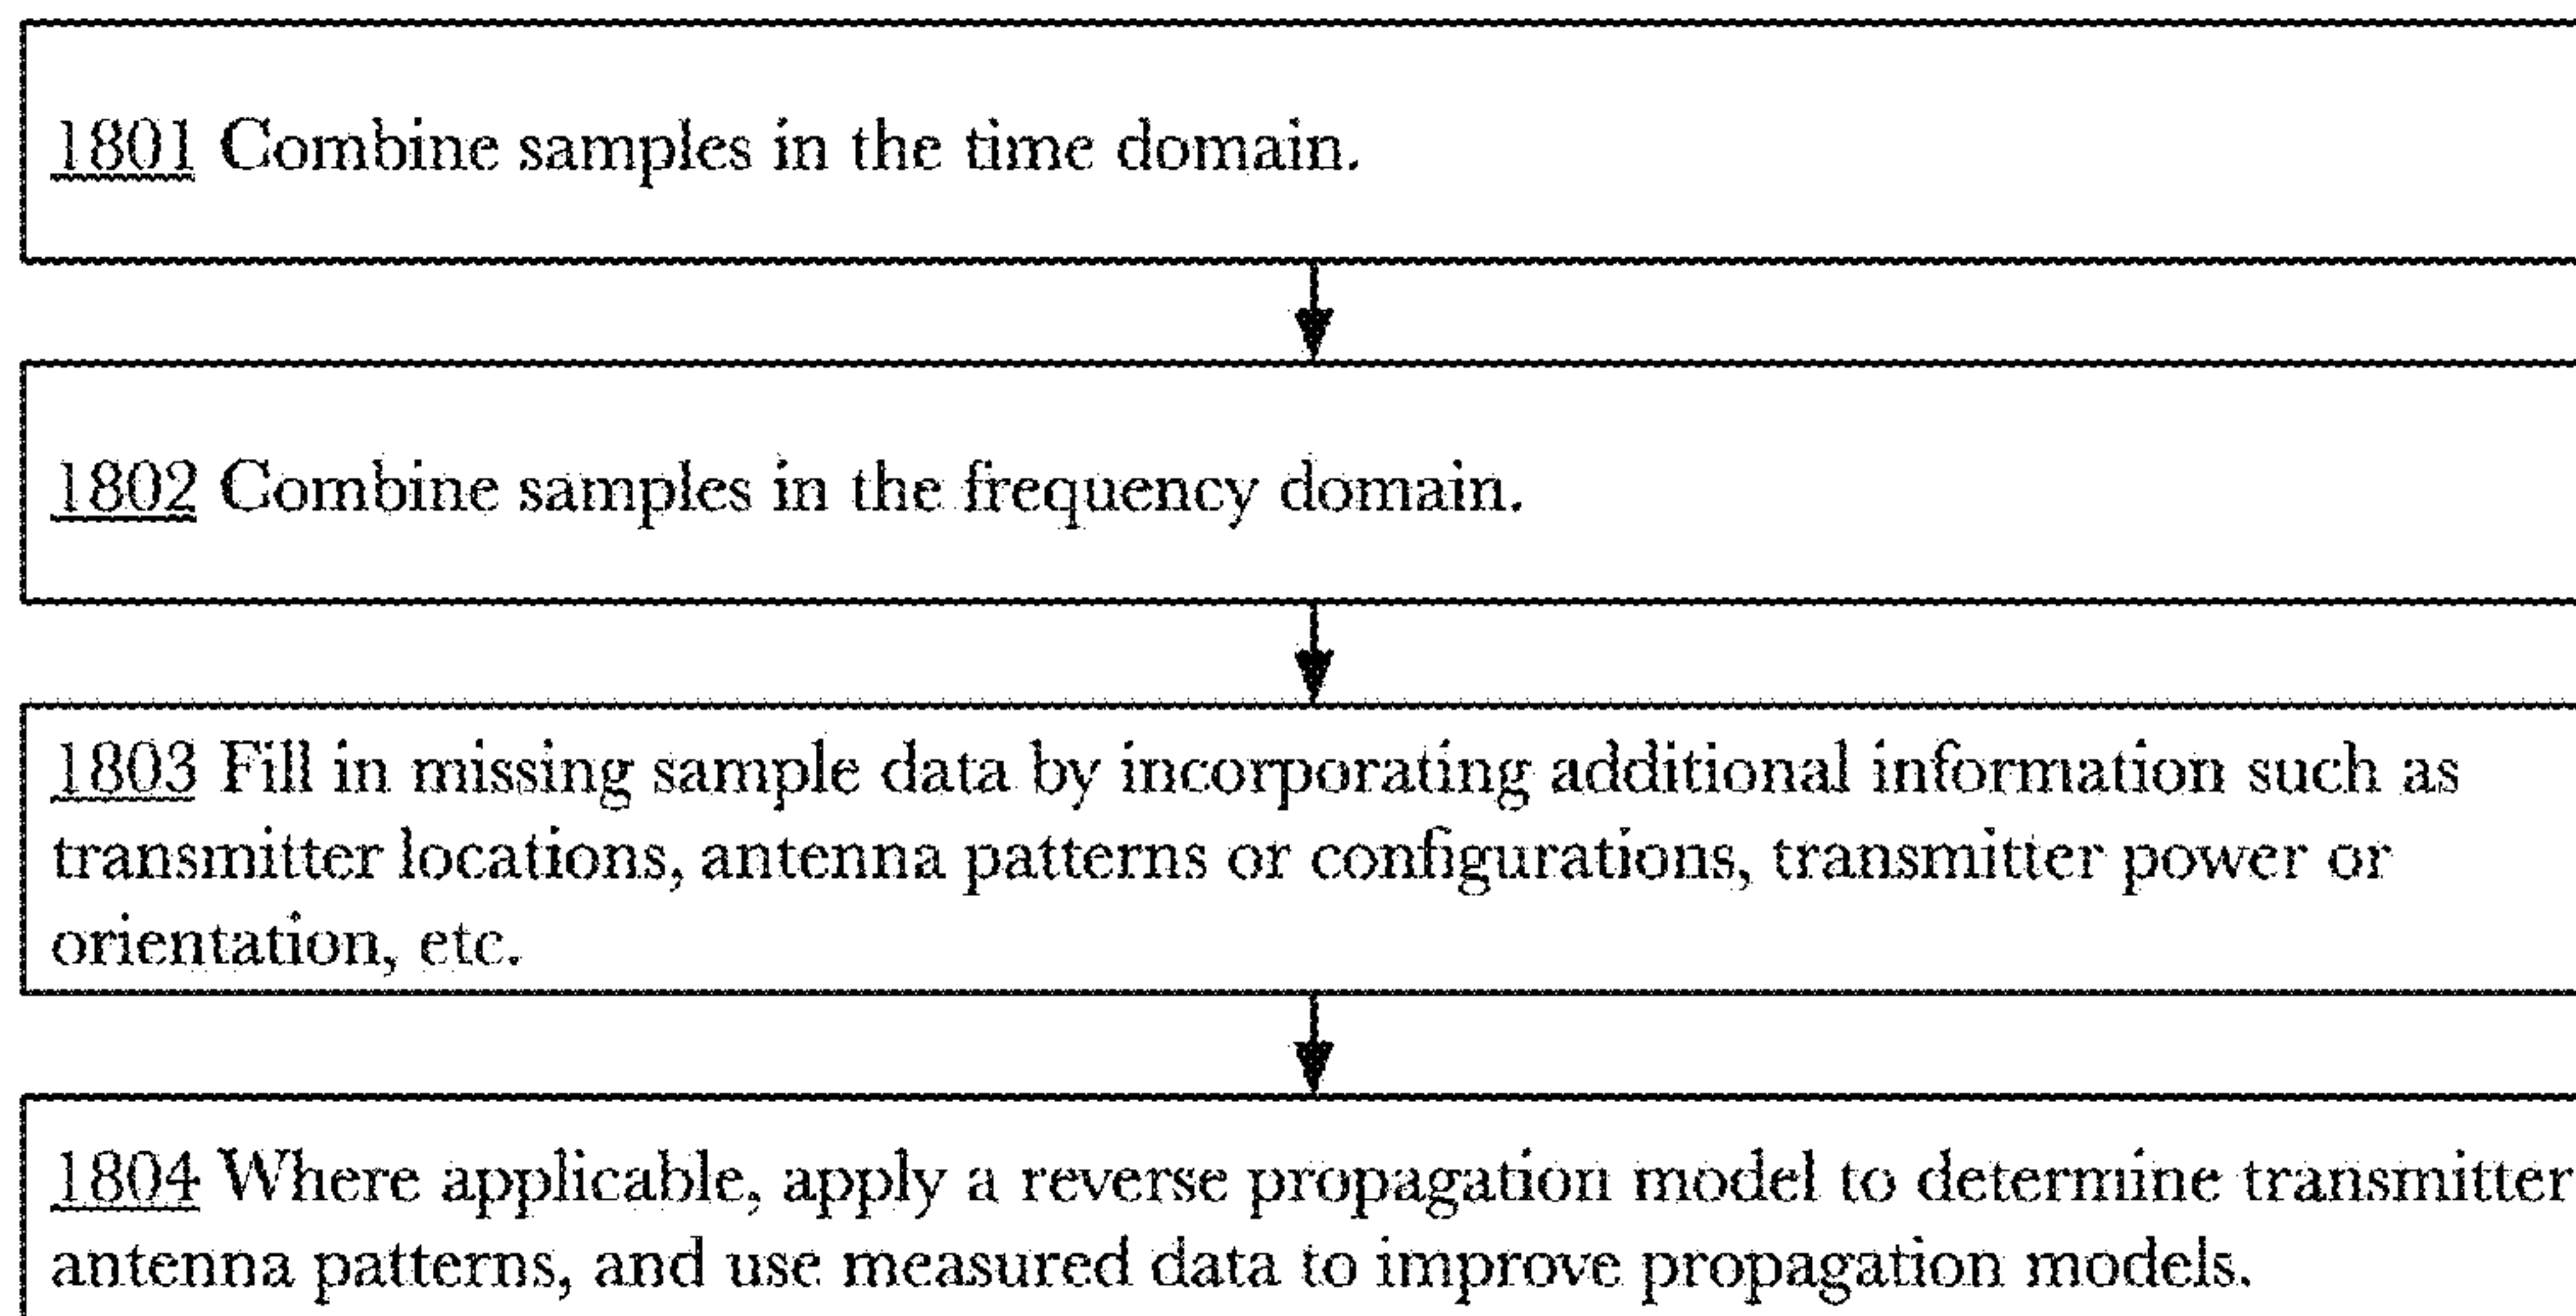 1801 Combine samples in the time domain.
1802 Combine samples in the frequency domain.
1803 Fill in missing sample data by incorporating additional information such as
transmitter locations, antenna patterns or configurations, transmitter power or
orientation, etc.
1804 Where applicable, apply a reverse propagation model to determine transmitter
antenna patterns, and use measured data to improve propagation models.